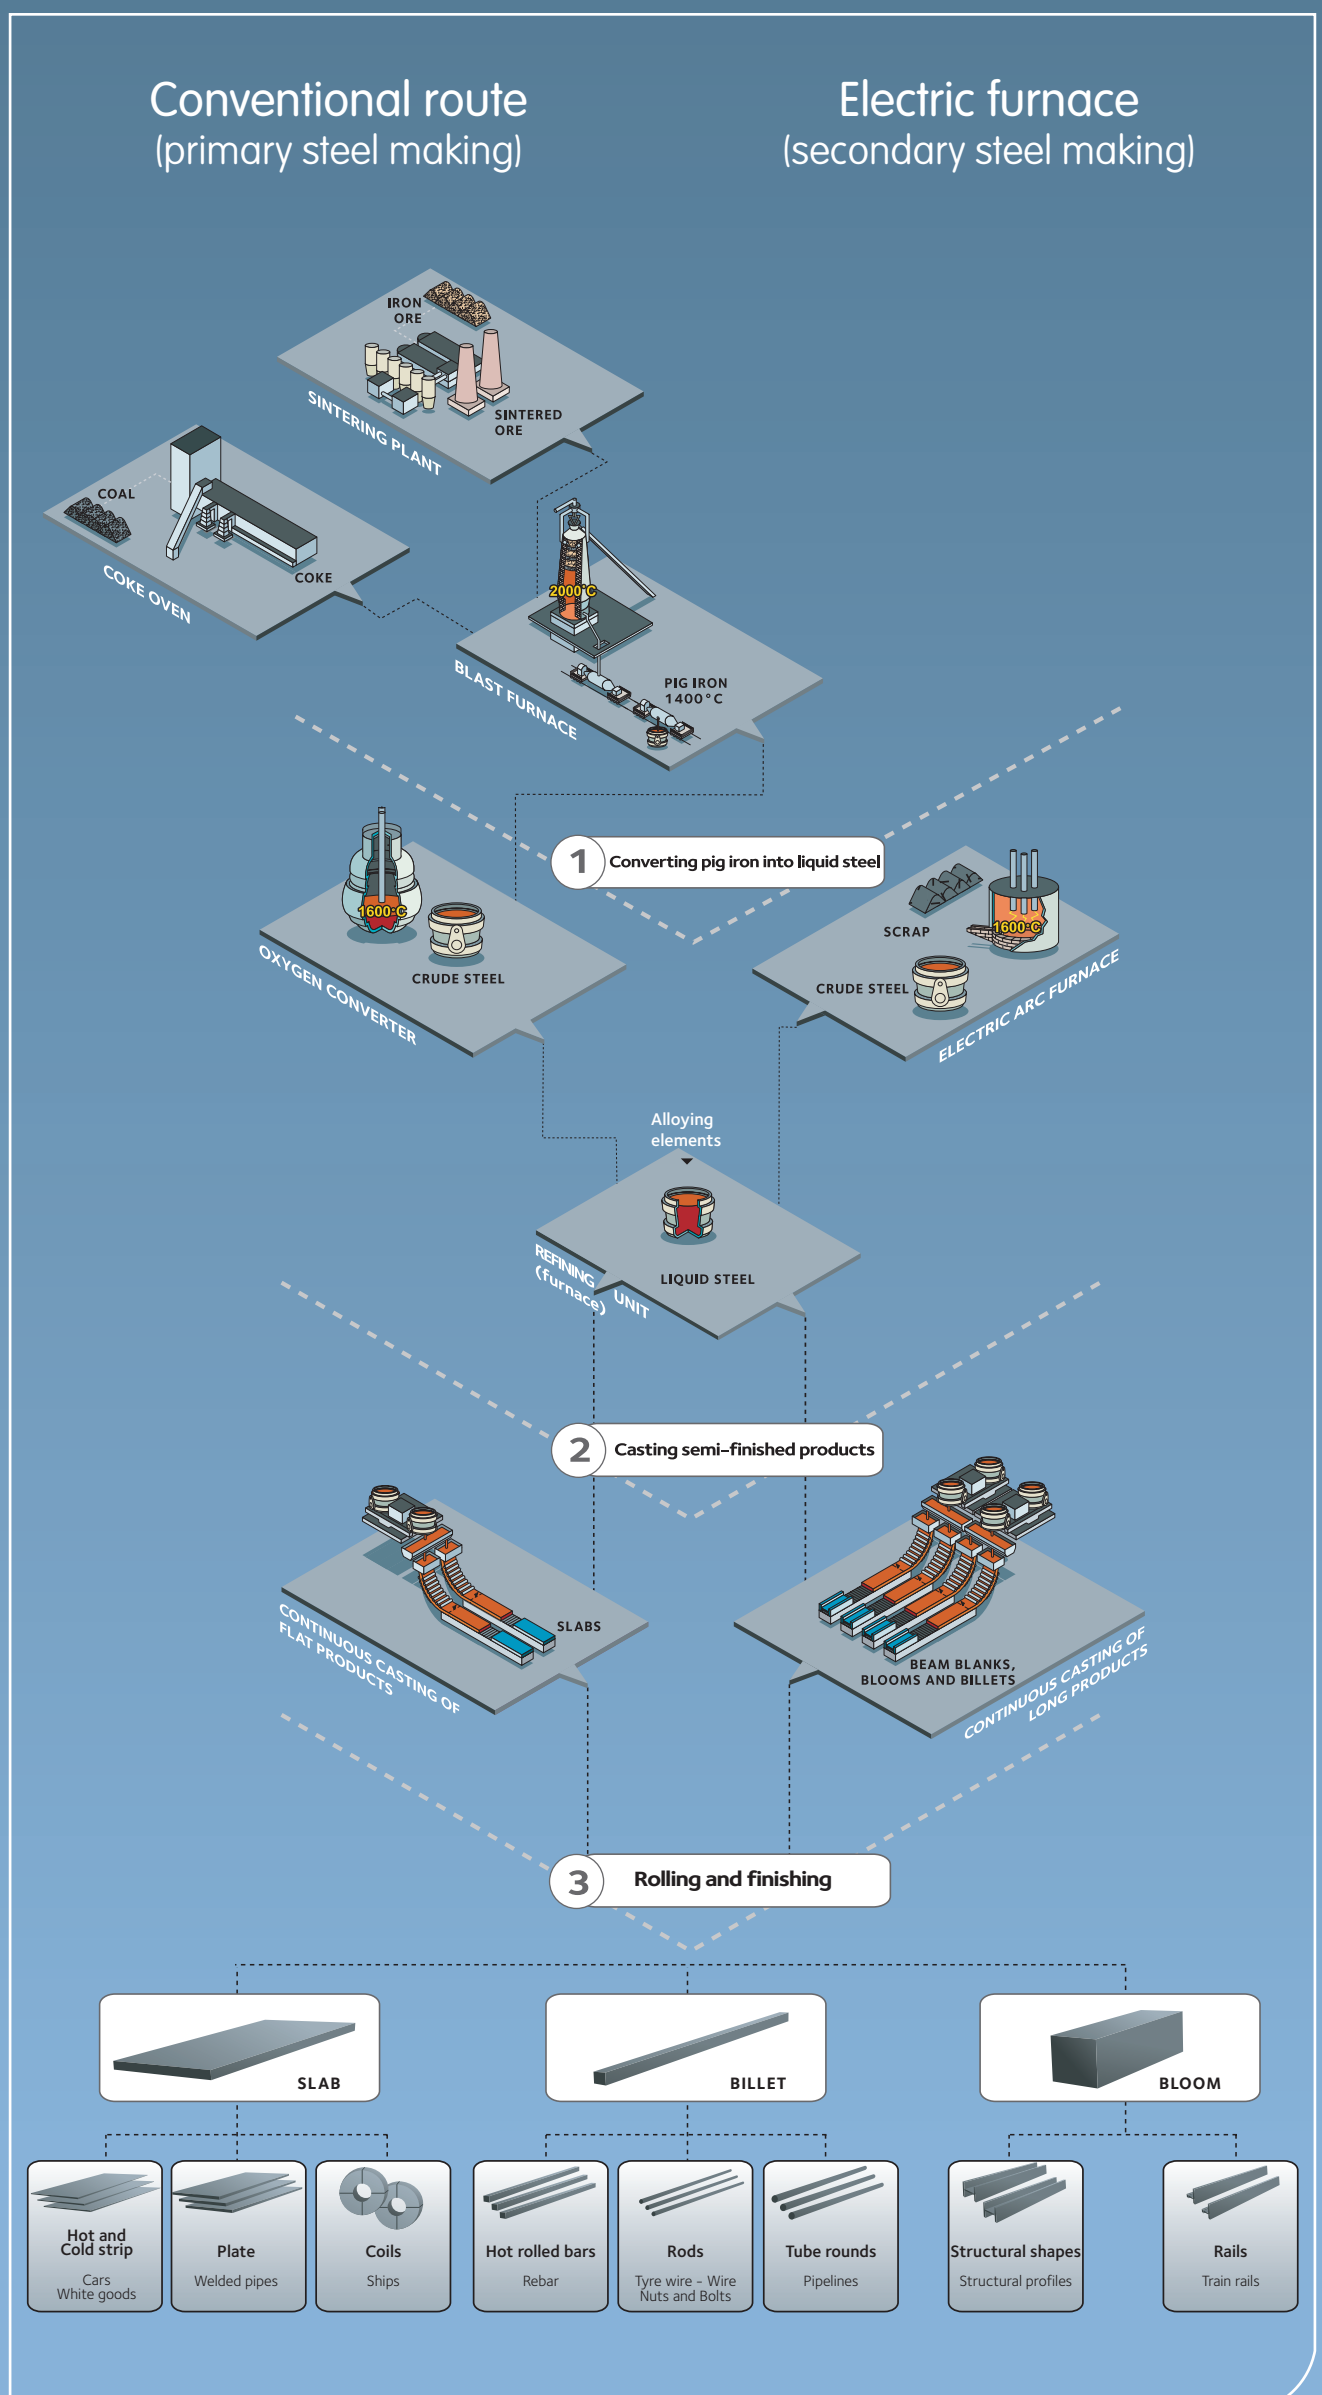 Conventional route
(primary steel making)
Electric furnace
(secondary steel making)
IRON
ORE
SINTERED
ORE
SINTERING PLANT
COAL
COKE
COKE OVEN
2000°C
PIG IRON
1400°C
BLAST FURNACE
1 Converting pig iron into liquid steel
1600°C
CRUDE STEEL
OXYGEN CONVERTER
SCRAP
1600°C
CRUDE STEEL
ELECTRIC ARC FURNACE
Alloying
elements
LIQUID STEEL
REFINING UNIT
(furnace)
2 Casting semi-finished products
SLABS
CONTINUOUS CASTING OF
FLAT PRODUCTS
BEAM BLANKS,
BLOOMS AND BILLETS
CONTINUOUS CASTING OF
LONG PRODUCTS
3 Rolling and finishing
SLAB
BILLET
BLOOM
Hot and
Cold strip
Cars
White goods
Plate
Welded pipes
Coils
Ships
Hot rolled bars
Rebar
Rods
Tyre wire - Wire
Nuts and Bolts
Tube rounds
Pipelines
Structural shapes
Structural profiles
Rails
Train rails